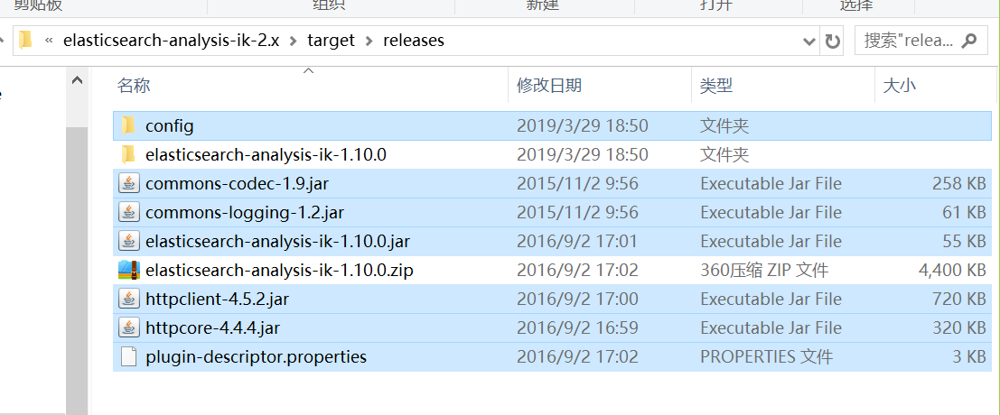 剪贴板 组织 新建 打开 选择
« elasticsearch-analysis-ik-2.x > target > releases 搜索"relea...
名称 修改日期 类型 大小
config 2019/3/29 18:50 文件夹
elasticsearch-analysis-ik-1.10.0 2019/3/29 18:50 文件夹
commons-codec-1.9.jar 2015/11/2 9:56 Executable Jar File 258 KB
commons-logging-1.2.jar 2015/11/2 9:56 Executable Jar File 61 KB
elasticsearch-analysis-ik-1.10.0.jar 2016/9/2 17:01 Executable Jar File 55 KB
elasticsearch-analysis-ik-1.10.0.zip 2016/9/2 17:02 360压缩 ZIP 文件 4,400 KB
httpclient-4.5.2.jar 2016/9/2 17:00 Executable Jar File 720 KB
httpcore-4.4.4.jar 2016/9/2 16:59 Executable Jar File 320 KB
plugin-descriptor.properties 2016/9/2 17:02 PROPERTIES 文件 3 KB